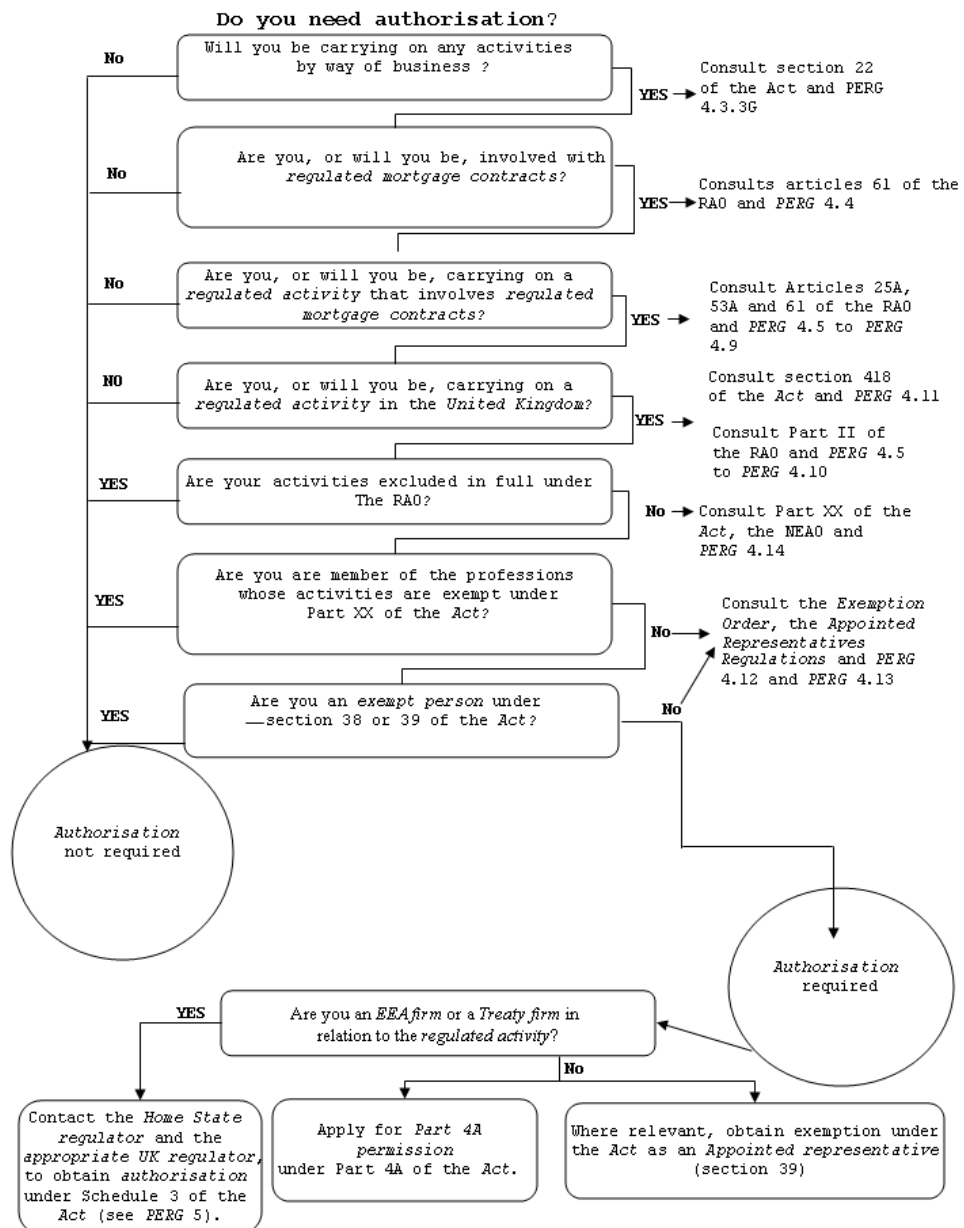 Do you need authorisation?
Will you be carrying on any activities
by way of business ?
No
YES
Consult section 22
of the Act and PERG
4.3.3G
Are you, or will you be, involved with
regulated mortgage contracts?
No
YES
Consults articles 61 of the
RAO and PERG 4.4
Are you, or will you be, carrying on a
regulated activity that involves regulated
mortgage contracts?
No
YES
Consult Articles 25A,
53A and 61 of the RAO
and PERG 4.5 to PERG
4.9
Are you, or will you be, carrying on a
regulated activity in the United Kingdom?
NO
YES
Consult section 418
of the Act and PERG 4.11
Consult Part II of
the RAO and PERG 4.5
to PERG 4.10
Are your activities excluded in full under
The RAO?
YES
No
Consult Part XX of the
Act, the NEAO and
PERG 4.14
Are you are member of the professions
whose activities are exempt under
Part XX of the Act?
YES
No
Consult the Exemption
Order, the Appointed
Representatives
Regulations and PERG
4.12 and PERG 4.13
Are you an exempt person under
section 38 or 39 of the Act?
YES
No
Authorisation
not required
Authorisation
required
Are you an EEA firm or a Treaty firm in
relation to the regulated activity?
YES
No
Contact the Home State
regulator and the
appropriate UK regulator,
to obtain authorisation
under Schedule 3 of the
Act (see PERG 5).
Apply for Part 4A
permission
under Part 4A of the Act.
Where relevant, obtain exemption under
the Act as an Appointed representative
(section 39)